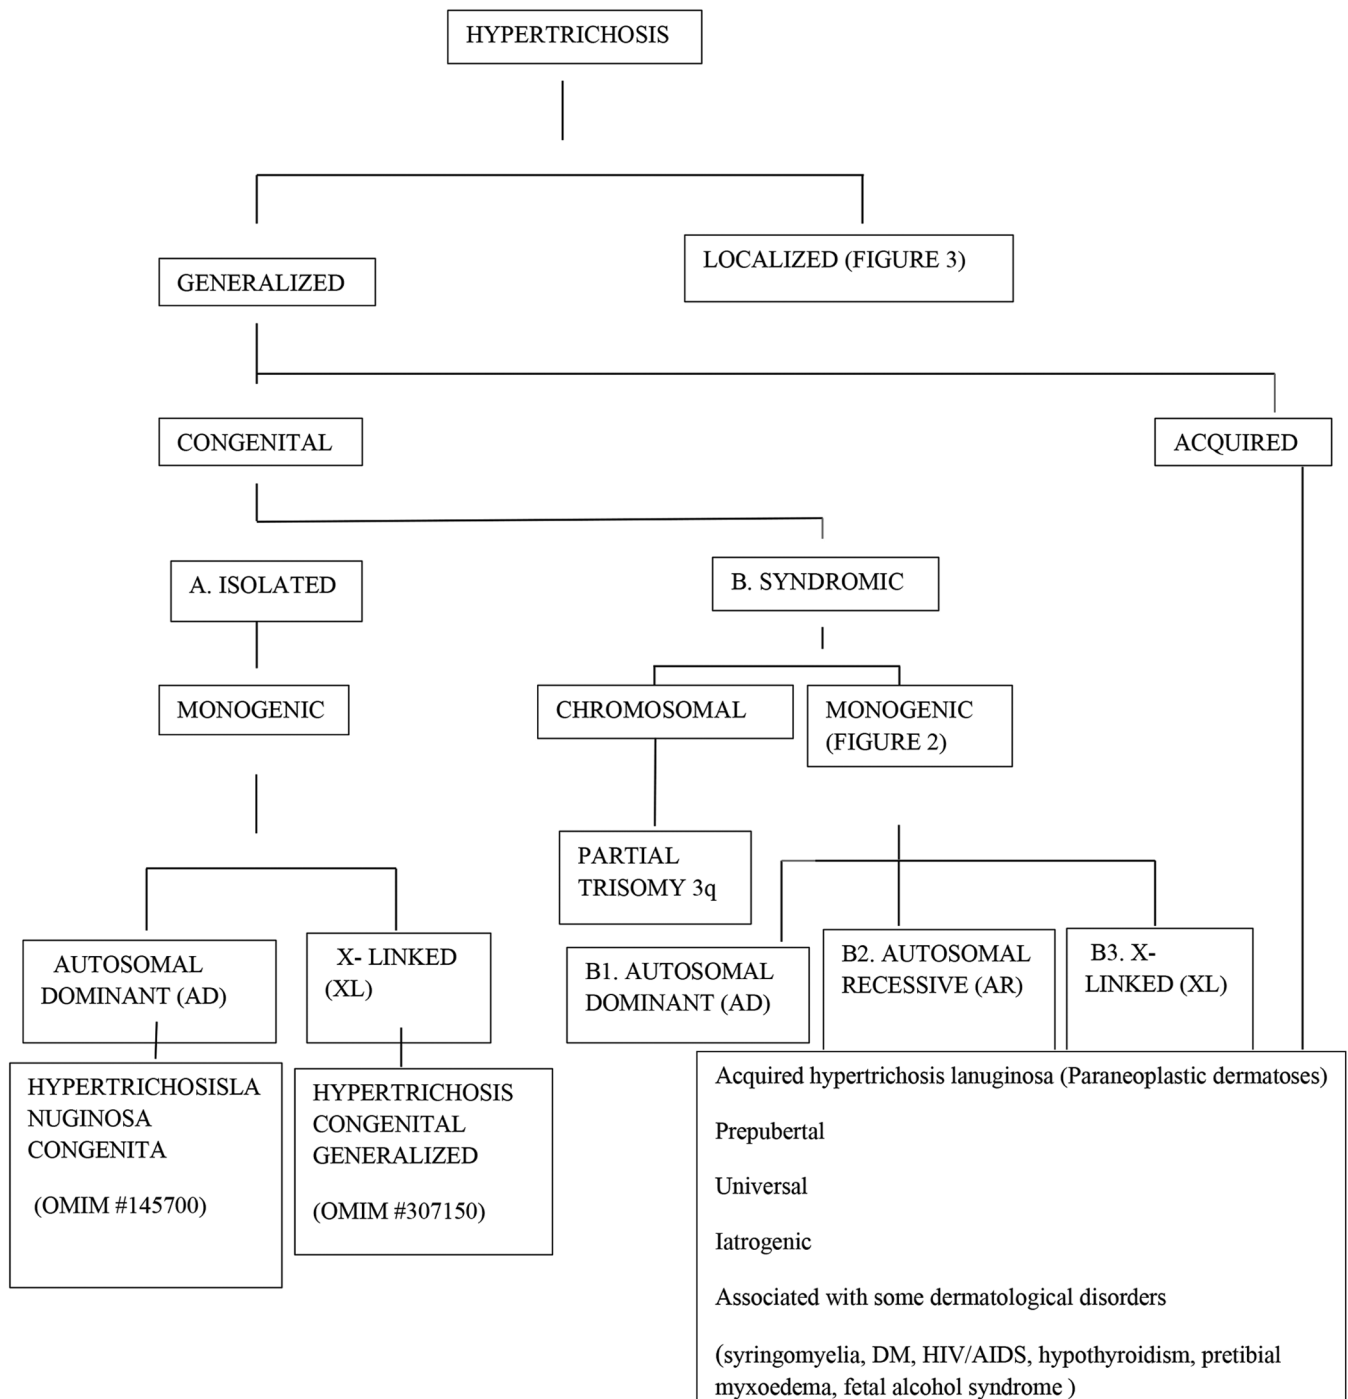 HYPERTRICHOSIS
GENERALIZED
LOCALIZED (FIGURE 3)
CONGENITAL
ACQUIRED
A. ISOLATED
B. SYNDROMIC
MONOGENIC
CHROMOSOMAL
MONOGENIC
(FIGURE 2)
PARTIAL
TRISOMY 3q
AUTOSOMAL
DOMINANT (AD)
X- LINKED
(XL)
B1. AUTOSOMAL
DOMINANT (AD)
B2. AUTOSOMAL
RECESSIVE (AR)
B3. X-
LINKED (XL)
HYPERTRICHOSISLA
NUGINOSA
CONGENITA
(OMIM #145700)
HYPERTRICHOSIS
CONGENITAL
GENERALIZED
(OMIM #307150)
Acquired hypertrichosis lanuginosa (Paraneoplastic dermatoses)
Prepubertal
Universal
Iatrogenic
Associated with some dermatological disorders
(syringomyelia, DM, HIV/AIDS, hypothyroidism, pretibial
myxoedema, fetal alcohol syndrome )